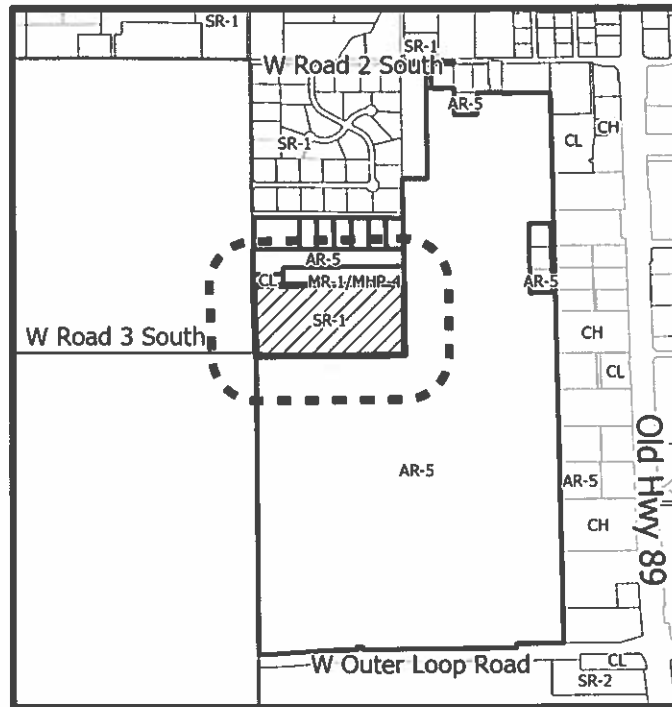 SR-1
SR-1
W Road 2 South
AR-5
CH
CL
SR-1
AR-5
CL
MR-1/MHP-4
AR-5
SR-1
W Road 3 South
CH
CL
Old Hwy 89
AR-5
AR-5
CH
W Outer Loop Road
CL
SR-2